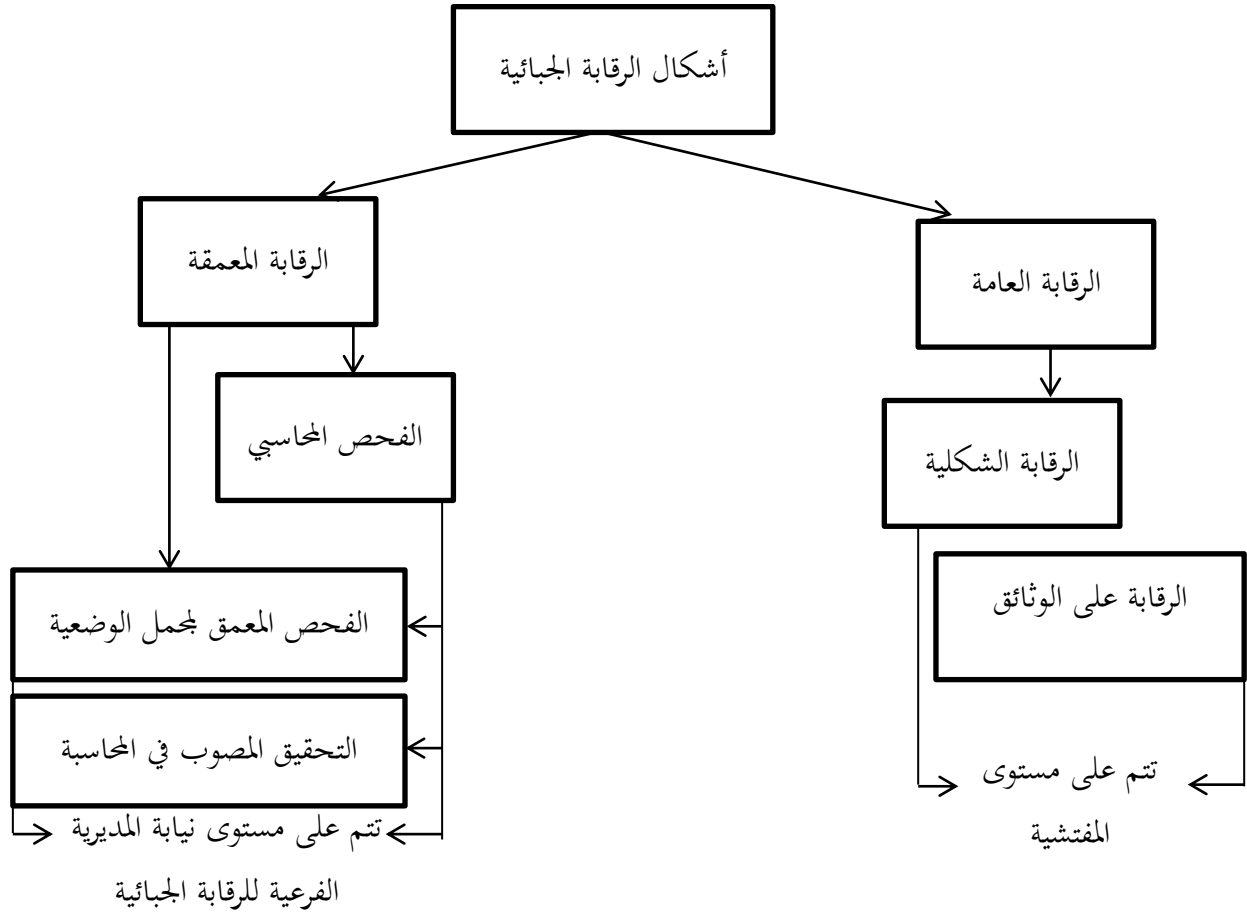 أشكال الرقابة الجبائية
الرقابة العامة
الرقابة المعمقة
الرقابة الشكلية
الفحص المحاسبي
الرقابة على الوثائق
الفحص المعمق لمجمل الوضعية
التحقيق المصوب في المحاسبة
تتم على مستوى
المفتشية
تتم على مستوى نيابة المديرية
الفرعية للرقابة الجبائية